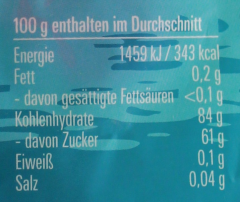 100 g enthalten im Durchschnitt
Energie 1459 kJ / 343 kcal
Fett 0,2 g
- davon gesättigte Fettsäuren <0,1 g
Kohlenhydrate 84 g
- davon Zucker 61 g
Eiweiß 0,1 g
Salz 0,04 g